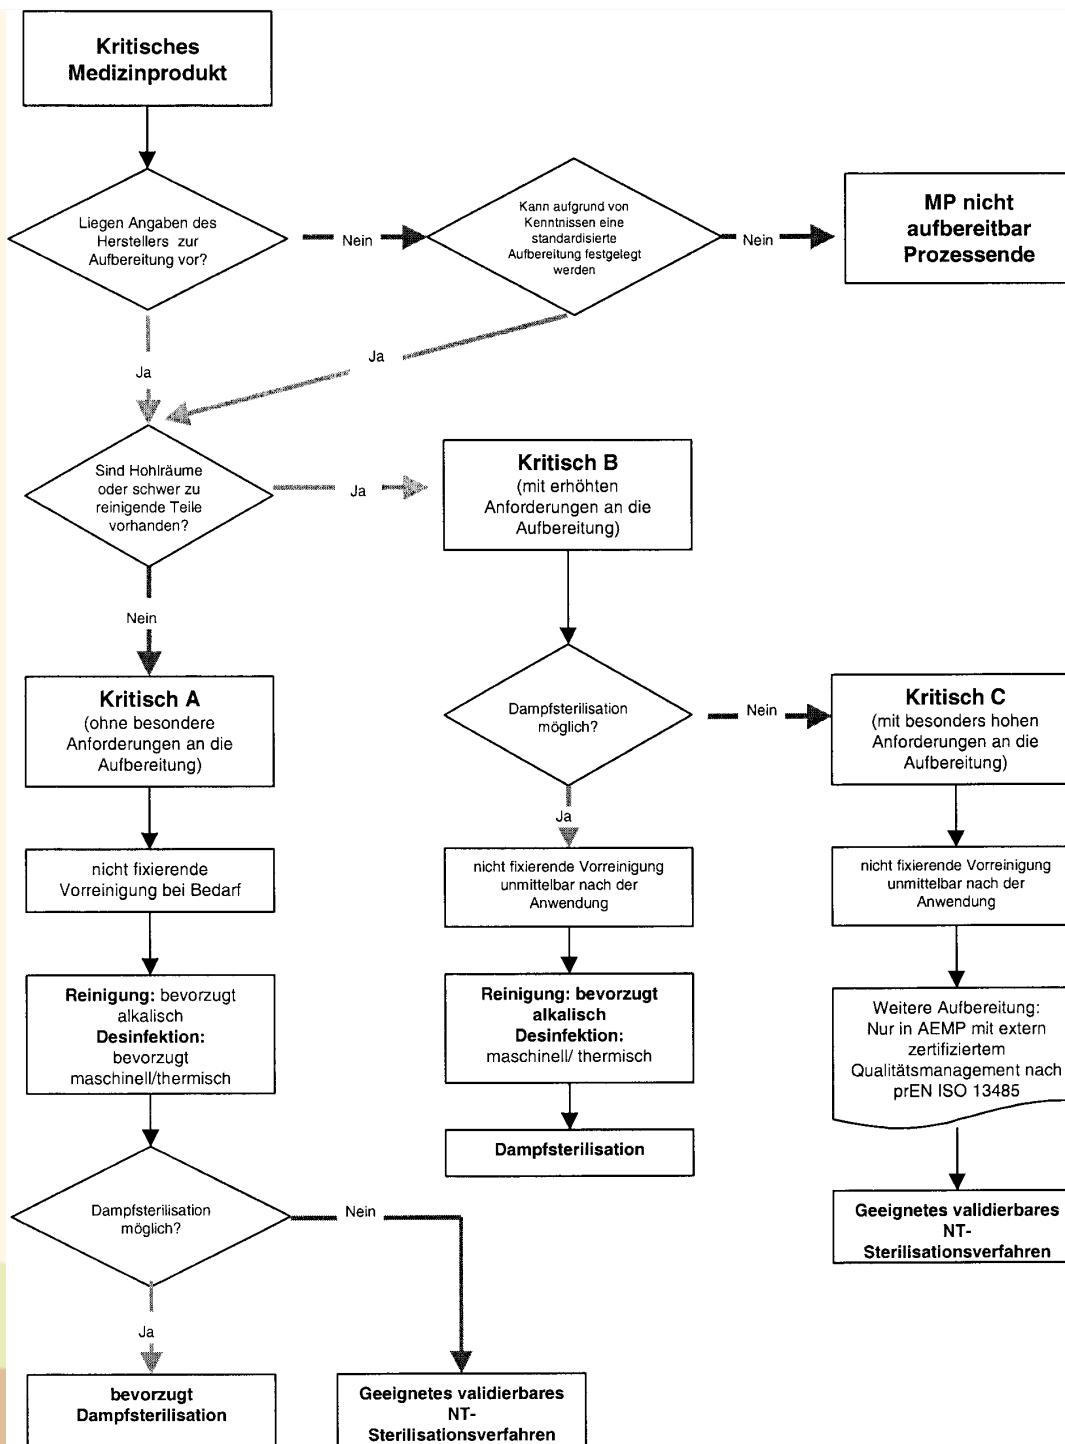 Kritisches
Medizinprodukt
Liegen Angaben des
Herstellers zur
Aufbereitung vor?
Nein
Kann aufgrund von
Kenntnissen eine
standardisierte
Aufbereitung festgelegt
werden
Nein
MP nicht
aufbereitbar
Prozessende
Ja
Ja
Sind Hohlräume
oder schwer zu
reinigende Teile
vorhanden?
Ja
Kritisch B
(mit erhöhten
Anforderungen an die
Aufbereitung)
Nein
Kritisch A
(ohne besondere
Anforderungen an die
Aufbereitung)
Dampfsterilisation
möglich?
Nein
Kritisch C
(mit besonders hohen
Anforderungen an die
Aufbereitung)
Ja
nicht fixierende
Vorreinigung bei Bedarf
nicht fixierende Vorreinigung
unmittelbar nach der
Anwendung
nicht fixierende Vorreinigung
unmittelbar nach der
Anwendung
Reinigung: bevorzugt
alkalisch
Desinfektion:
bevorzugt
maschinell/thermisch
Reinigung: bevorzugt
alkalisch
Desinfektion:
maschinell/ thermisch
Weitere Aufbereitung:
Nur in AEMP mit extern
zertifiziertem
Qualitätsmanagement nach
prEN ISO 13485
Dampfsterilisation
Dampfsterilisation
möglich?
Nein
Geeignetes validierbares
NT-
Sterilisationsverfahren
Ja
bevorzugt
Dampfsterilisation
Geeignetes validierbares
NT-
Sterilisationsverfahren